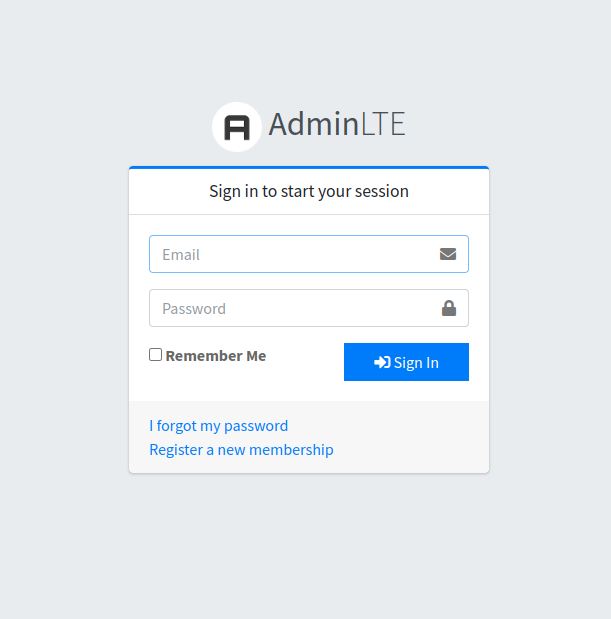 AdminLTE
Sign in to start your session
Email
Password
Remember Me
Sign In
I forgot my password
Register a new membership